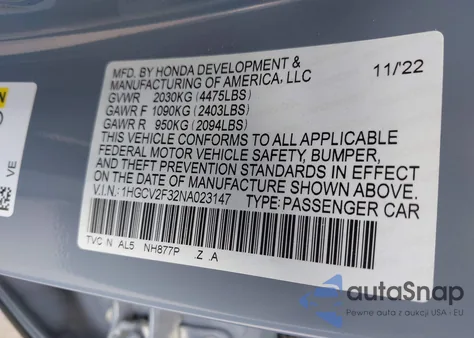 MFD. BY HONDA DEVELOPMENT &
MANUFACTURING OF AMERICA, LLC 11/22
GVWR 2030KG (4475LBS)
GAWR F 1090KG (2403LBS)
GAWR R 950KG (2094LBS)
THIS VEHICLE CONFORMS TO ALL APPLICABLE
FEDERAL MOTOR VEHICLE SAFETY, BUMPER,
AND THEFT PREVENTION STANDARDS IN EFFECT
ON THE DATE OF MANUFACTURE SHOWN ABOVE.
V.I.N.: 1HGCV2F32NA023147 TYPE: PASSENGER CAR
TVC N AL5 NH877P .Z .A
VE
autoSnap
Pewne auta z aukcji USA - EU